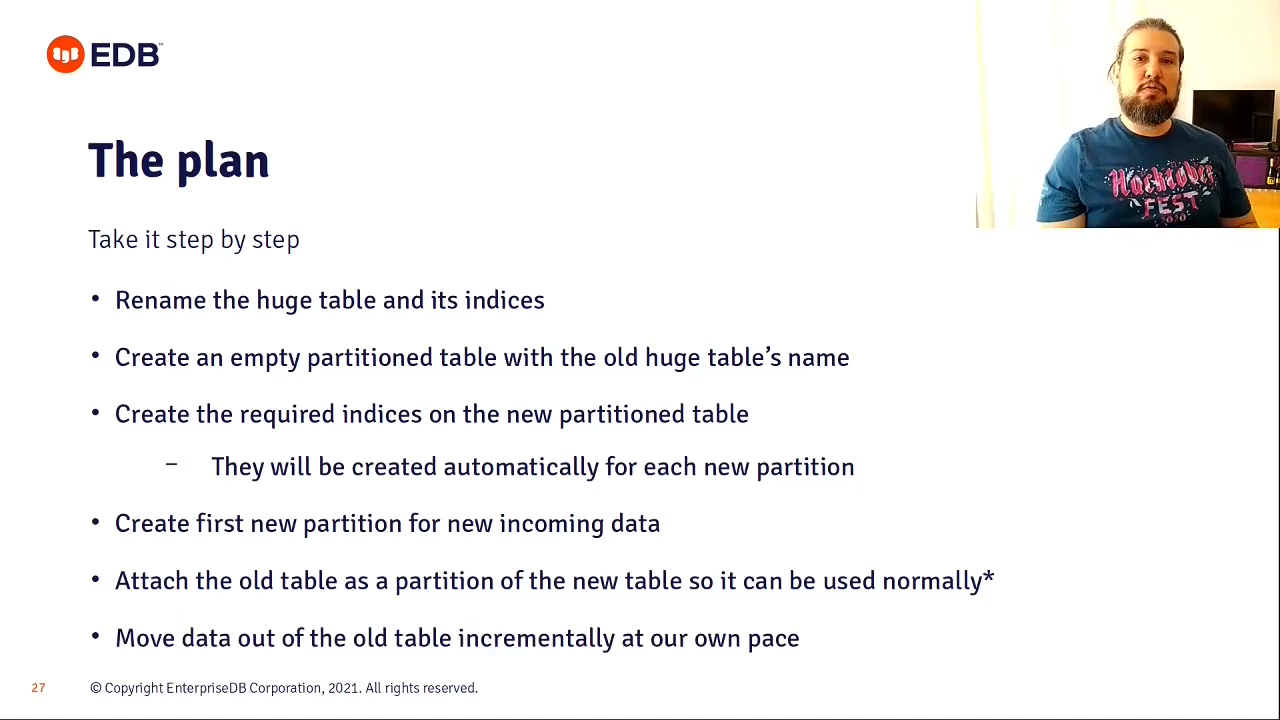 EDB
The plan
Take it step by step
• Rename the huge table and its indices
• Create an empty partitioned table with the old huge table’s name
• Create the required indices on the new partitioned table
– They will be created automatically for each new partition
• Create first new partition for new incoming data
• Attach the old table as a partition of the new table so it can be used normally*
• Move data out of the old table incrementally at our own pace
27 © Copyright EnterpriseDB Corporation, 2021. All rights reserved.
Hacktober
FEST
2020